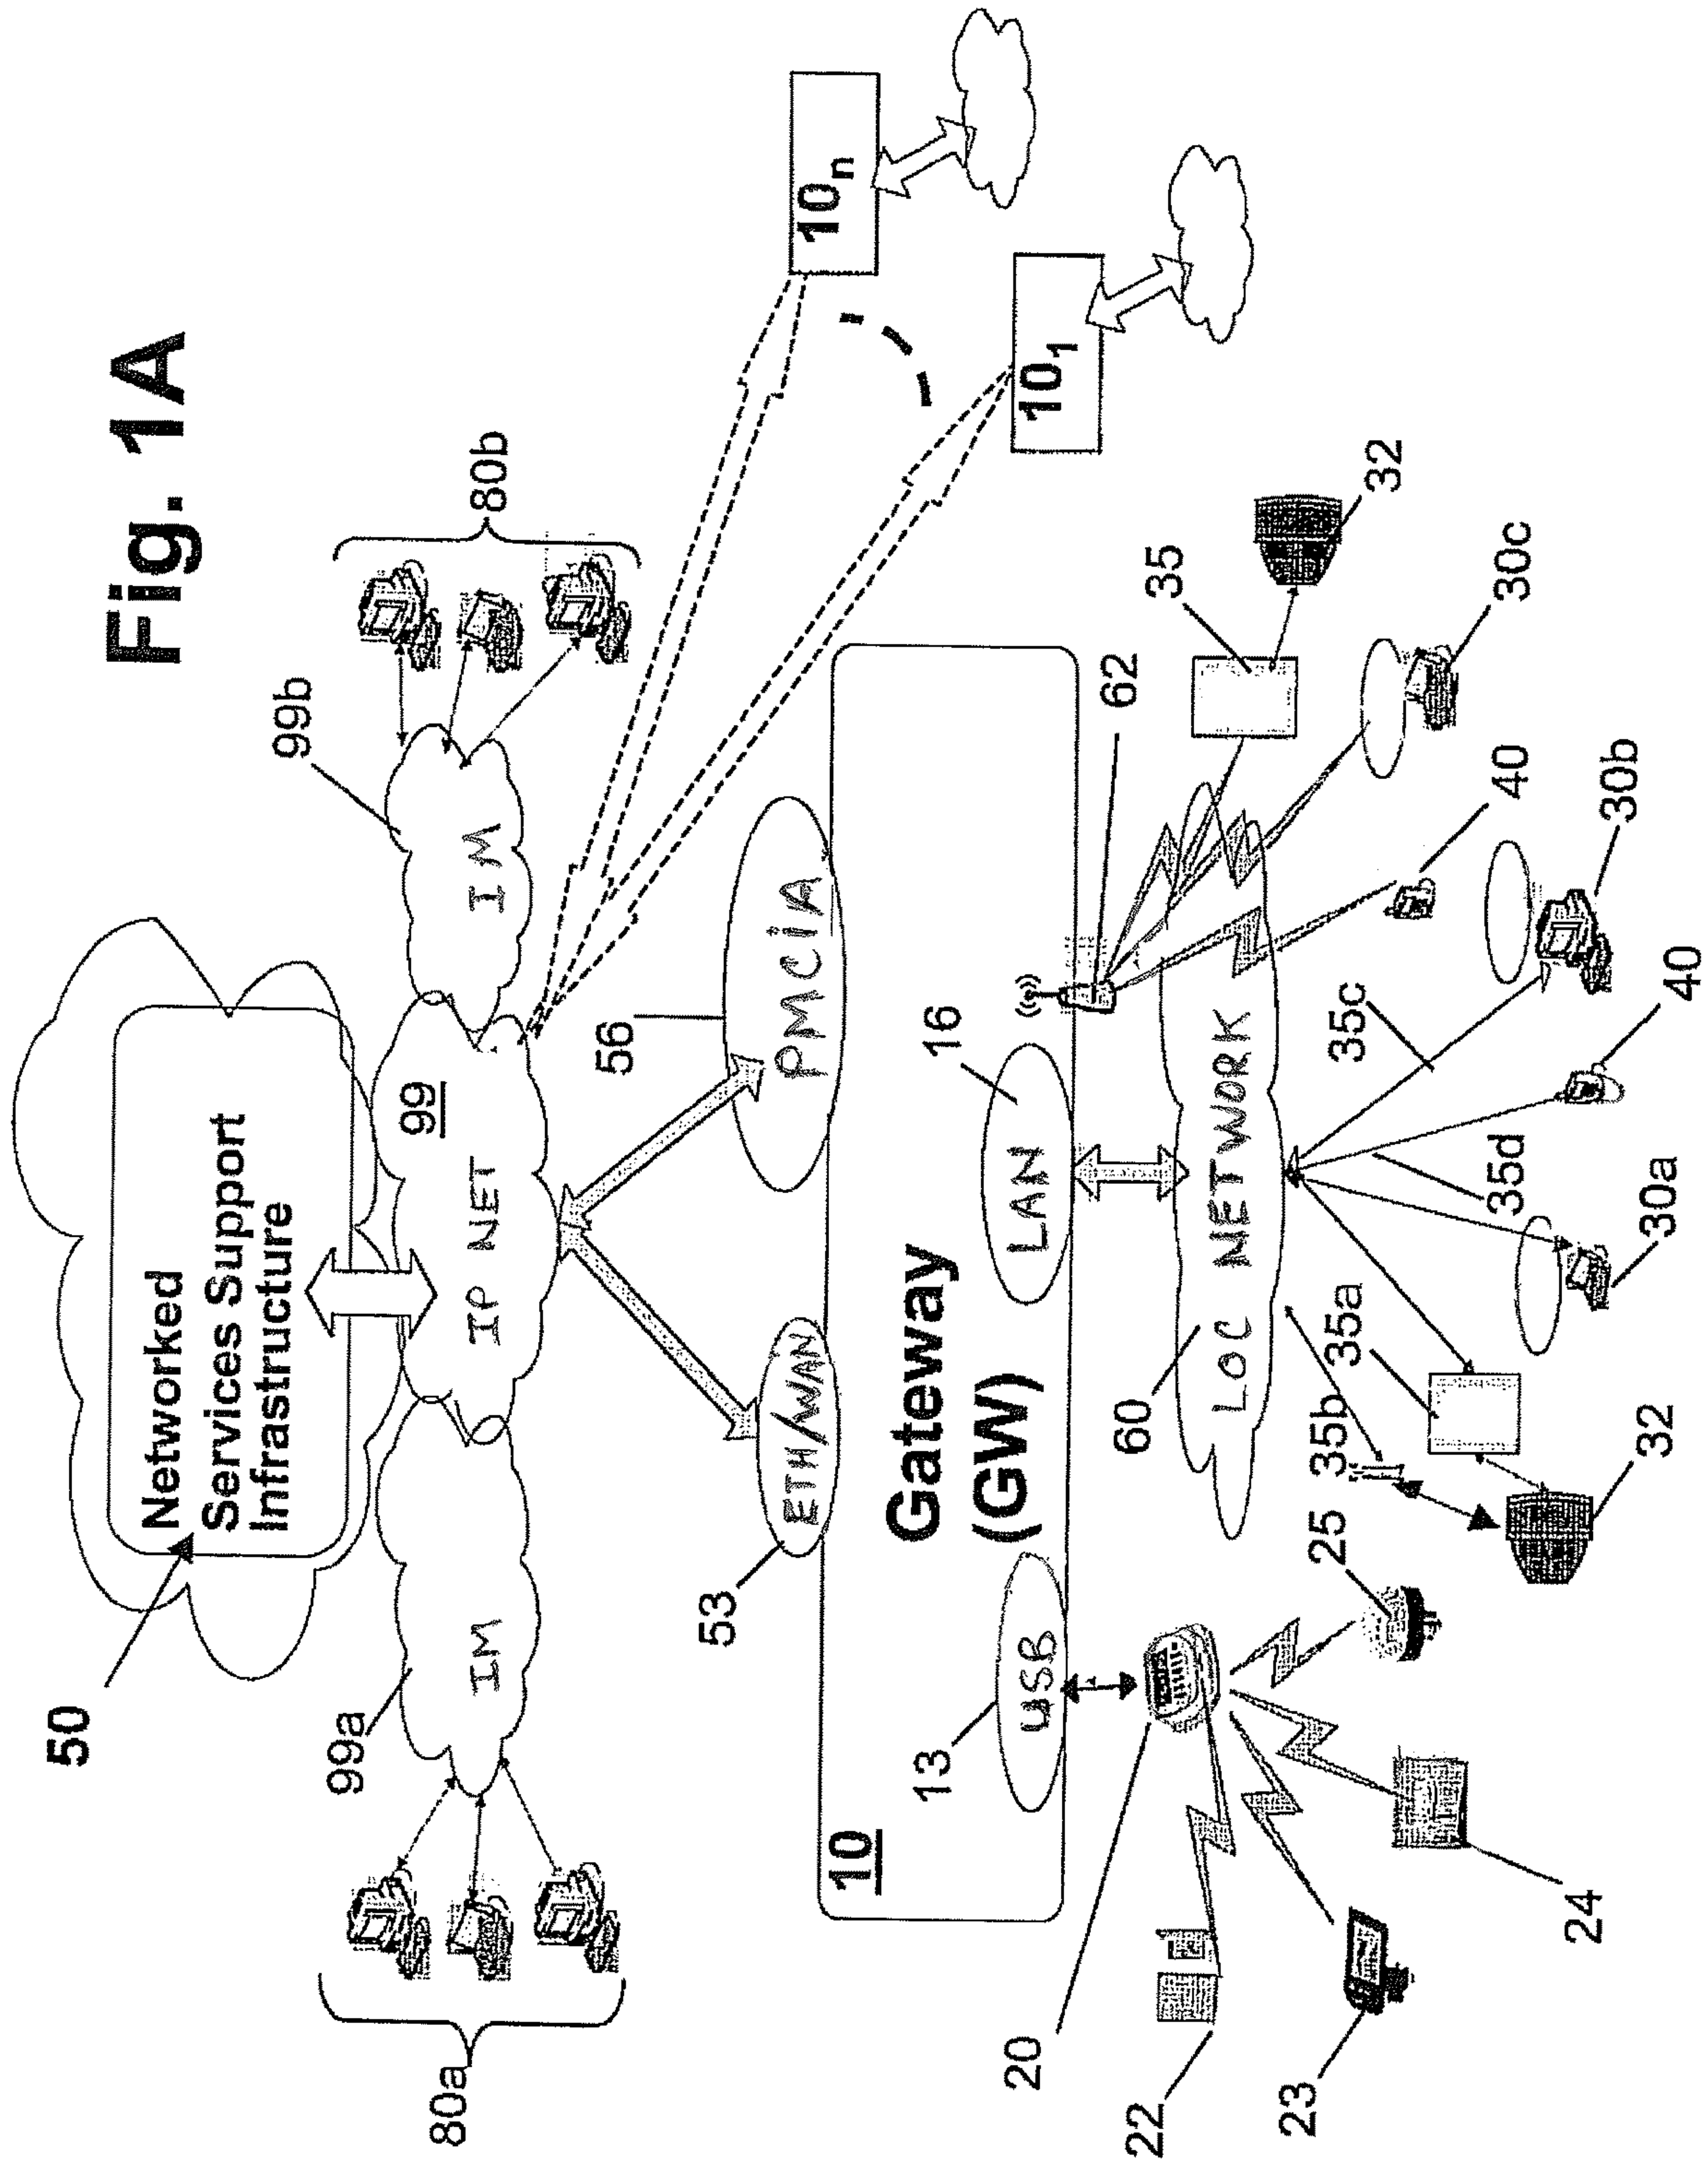 Fig. 1A
50
Networked
Services Support
Infrastructure
99a
99
99b
80a
IM
IP NET
IM
80b
53
56
ETH/WAN
PMCIA
10
Gateway
(GW)
10n
101
13
16
USB
LAN
62
20
60
LOC NETWORK
35
32
22
25
35b
35a
35c
40
30c
23
24
32
35d
30a
40
30b